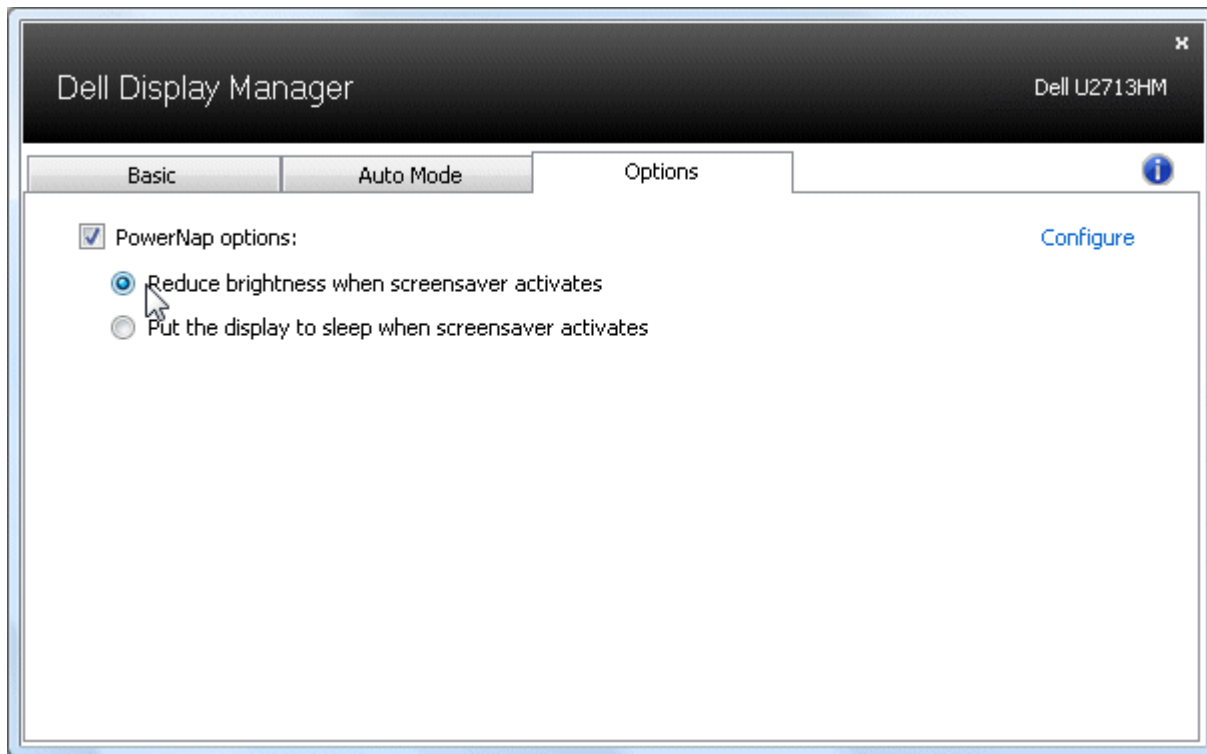 x
Dell Display Manager
Dell U2713HM
Basic
Auto Mode
Options
PowerNap options:
Configure
Reduce brightness when screensaver activates
Put the display to sleep when screensaver activates